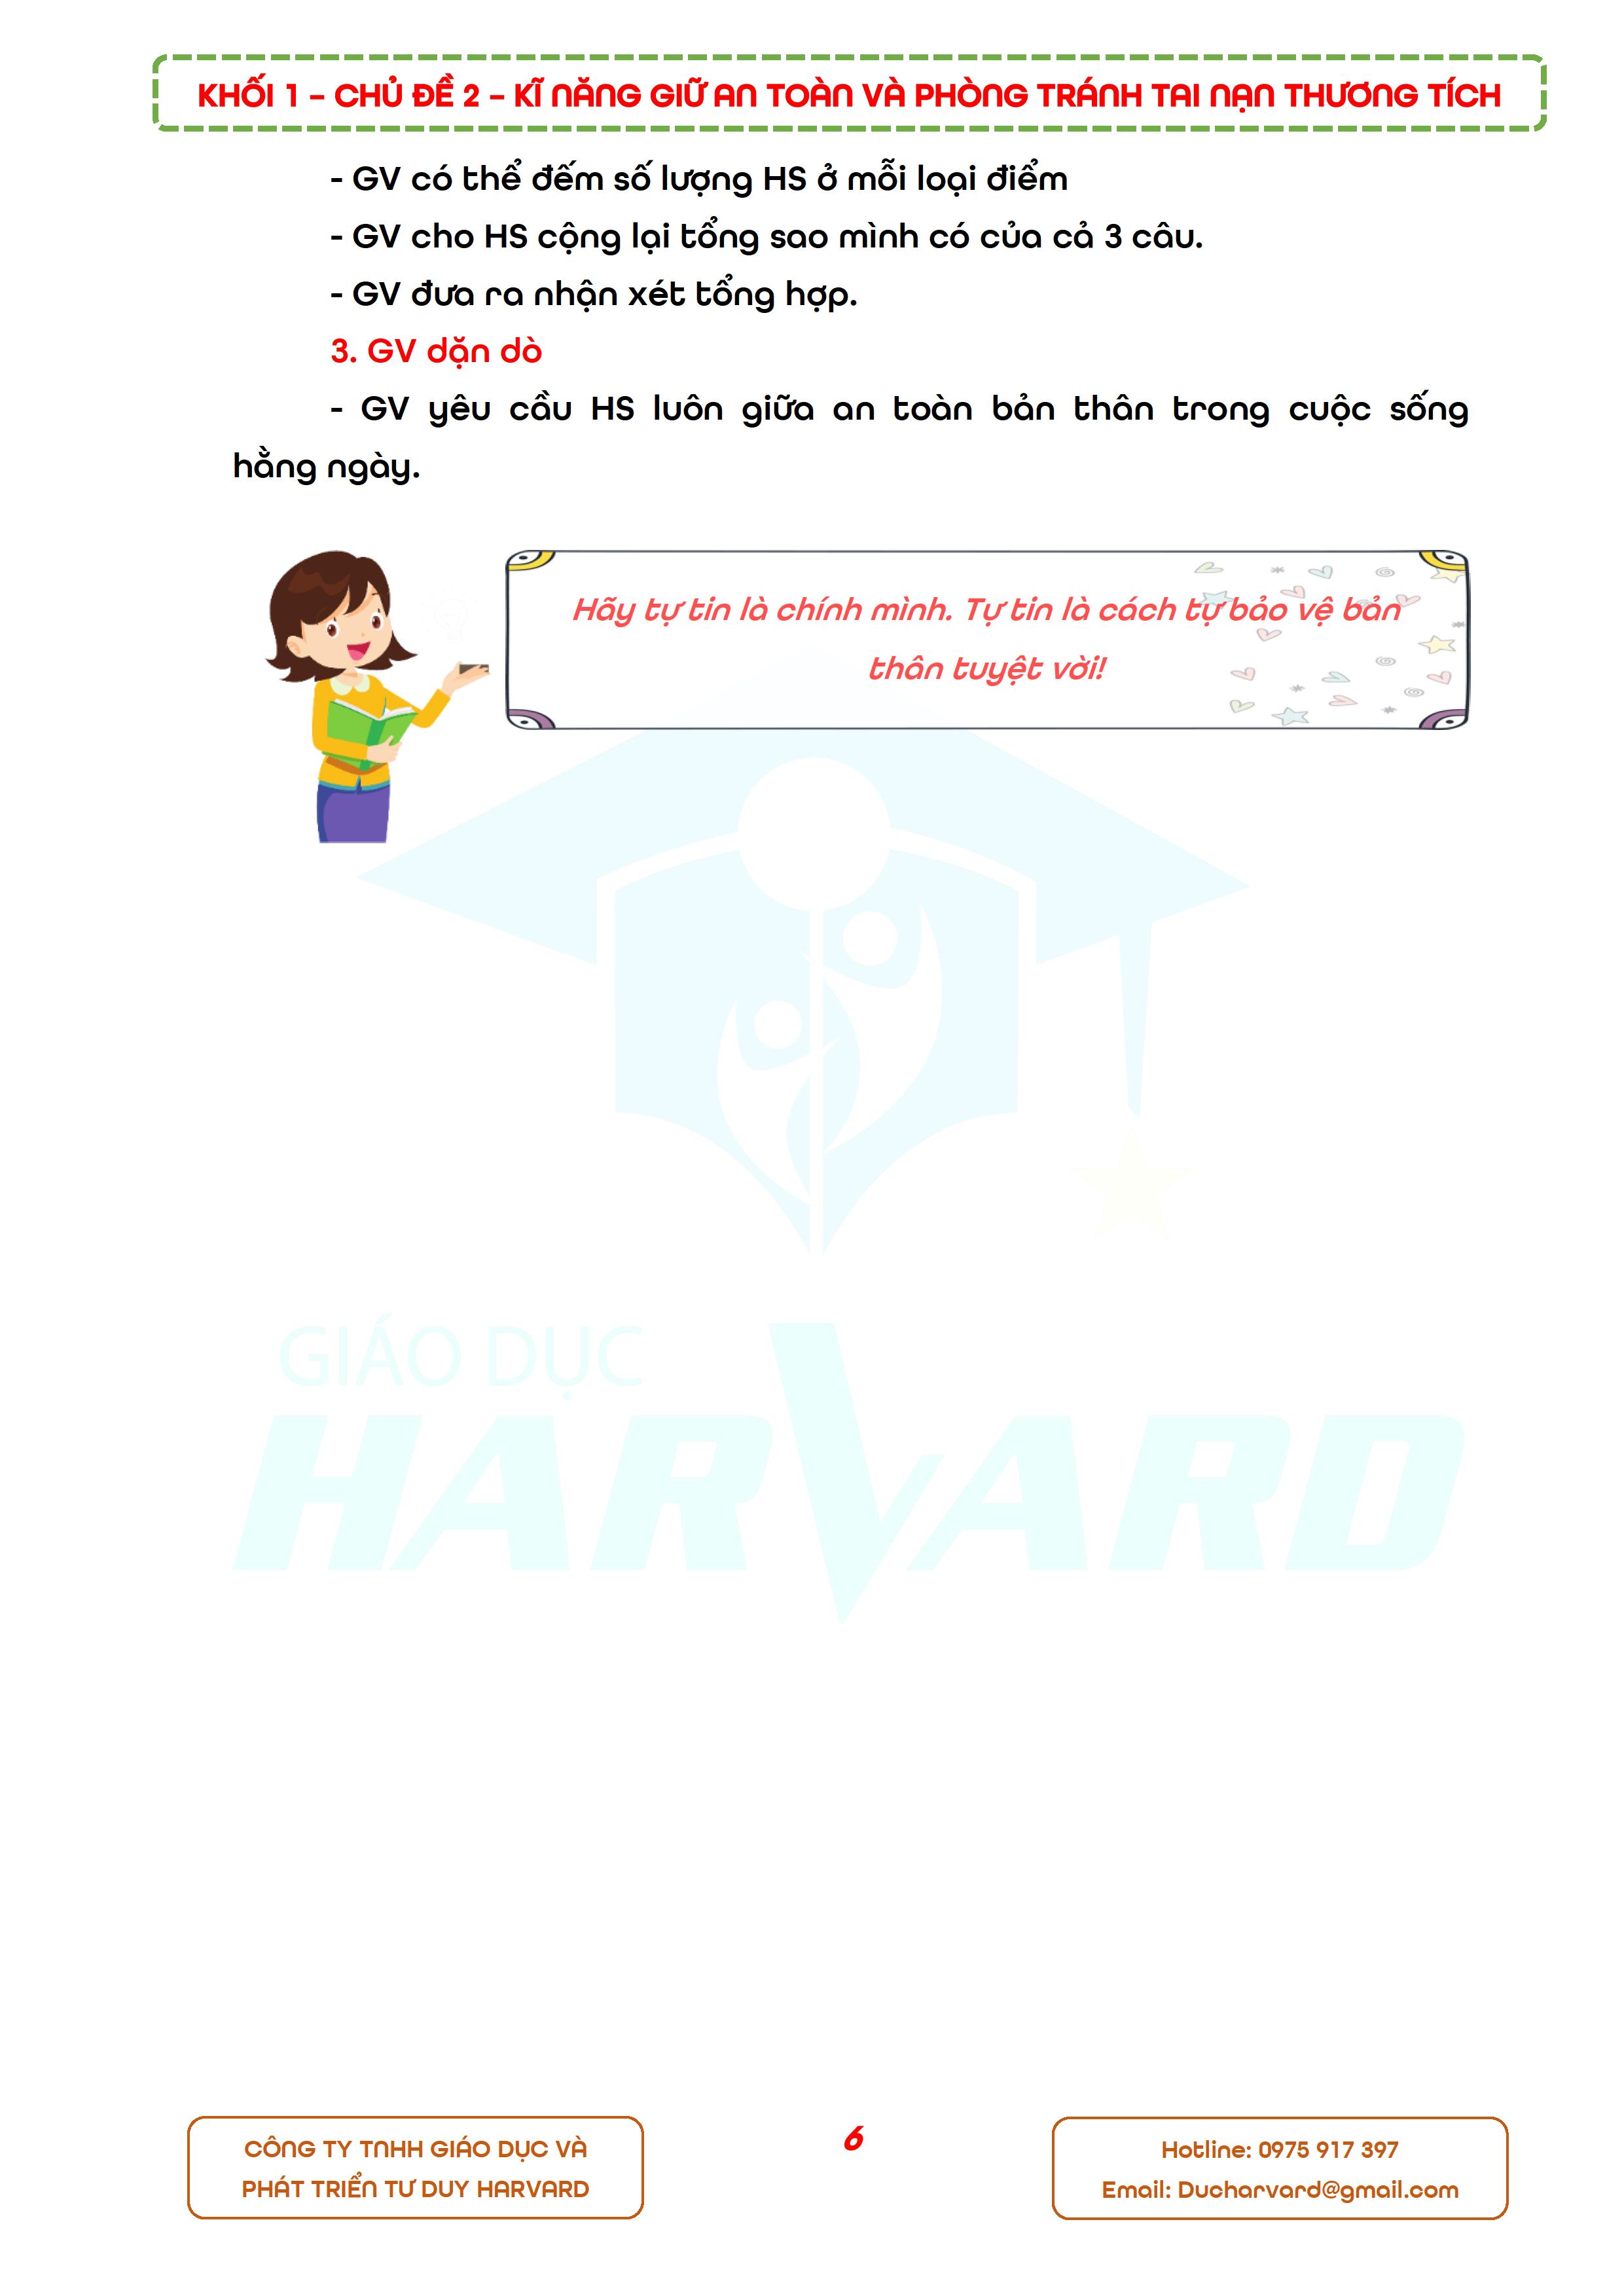 KHỐI 1 – CHỦ ĐỀ 2 – KĨ NĂNG GIỮ AN TOÀN VÀ PHÒNG TRÁNH TAI NẠN THƯƠNG TÍCH
- GV có thể đếm số lượng HS ở mỗi loại điểm
- GV cho HS cộng lại tổng sao mình có của cả 3 câu.
- GV đưa ra nhận xét tổng hợp.
3. GV dặn dò
- GV yêu cầu HS luôn giữa an toàn bản thân trong cuộc sống
hằng ngày.
Hãy tự tin là chính mình. Tự tin là cách tự bảo vệ bản
thân tuyệt vời!
GIÁO DỤC
HARVARD
CÔNG TY TNHH GIÁO DỤC VÀ
PHÁT TRIỂN TƯ DUY HARVARD
6
Hotline: 0975 917 397
Email: Ducharvard@gmail.com